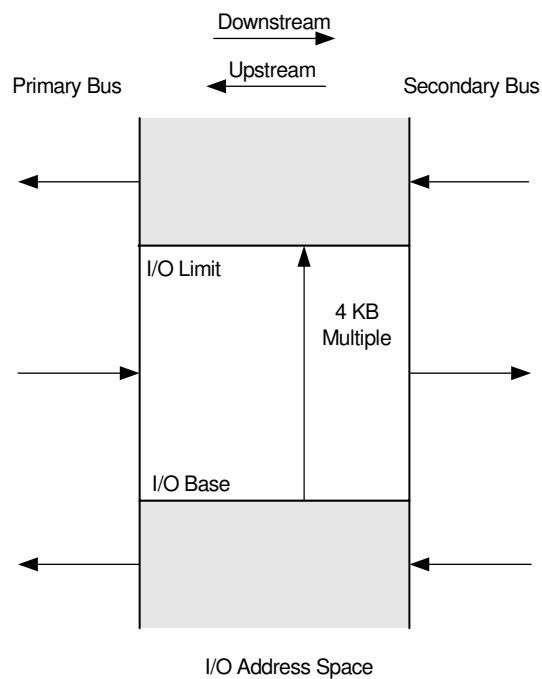 Downstream
Upstream
Primary Bus
Secondary Bus
I/O Limit
4 KB
Multiple
I/O Base
I/O Address Space